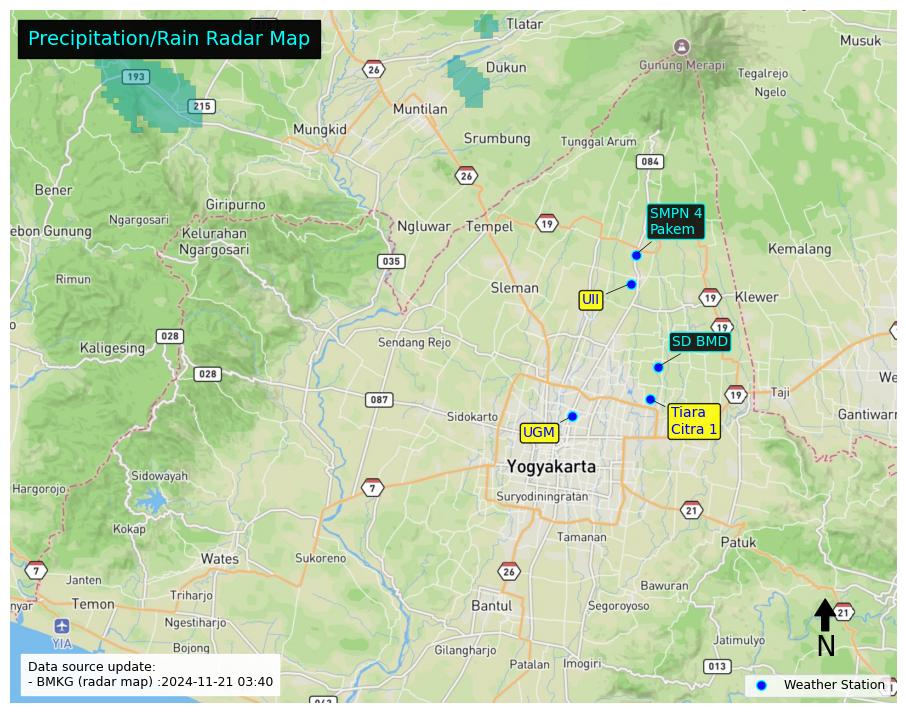 Precipitation/Rain Radar Map
Tlatar
Musuk
26
Dukun
Gunung Merapi
Tegalrejo
Ngelo
193
215
Muntilan
Mungkid
Srumbung
Tunggal Arum
084
26
Bener
Giripurno
Ngargosari
SMPN 4
Pakem
ebon Gunung
Kelurahan
Ngargosari
Ngluwar
Tempel
19
Kemalang
035
Rimun
Sleman
UII
19
Klewer
19
028
Kaligesing
Sendang Rejo
SD BMD
028
We
087
Sidokarto
19
Taji
Tiara
Citra 1
Gantiwarn
UGM
Yogyakarta
Sidowayah
Hargorojo
7
Suryodiningratan
21
Kokap
Tamanan
Patuk
Wates
Sukoreno
7
Janten
26
Bawuran
nyar
Temon
Triharjo
Bantul
Segoroyoso
21
Ngestiharjo
YIA
Bojong
Gilangharjo
Jatimulyo
N
Patalan
Imogiri
013
Data source update:
- BMKG (radar map) :2024-11-21 03:40
Weather Station